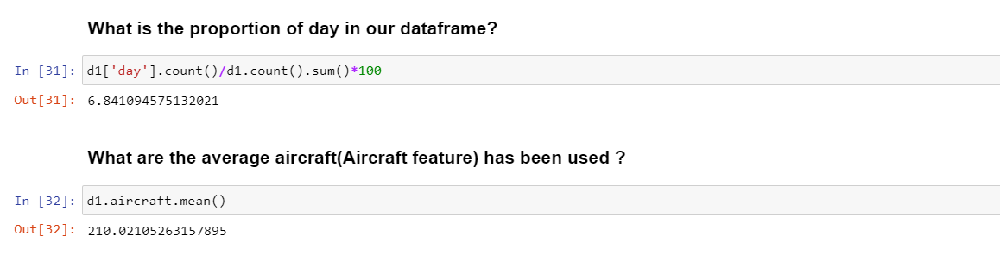 What is the proportion of day in our dataframe?
In [31]: d1['day'].count()/d1.count().sum()*100
Out[31]: 6.841094575132021
What are the average aircraft(Aircraft feature) has been used ?
In [32]: d1.aircraft.mean()
Out[32]: 210.02105263157895